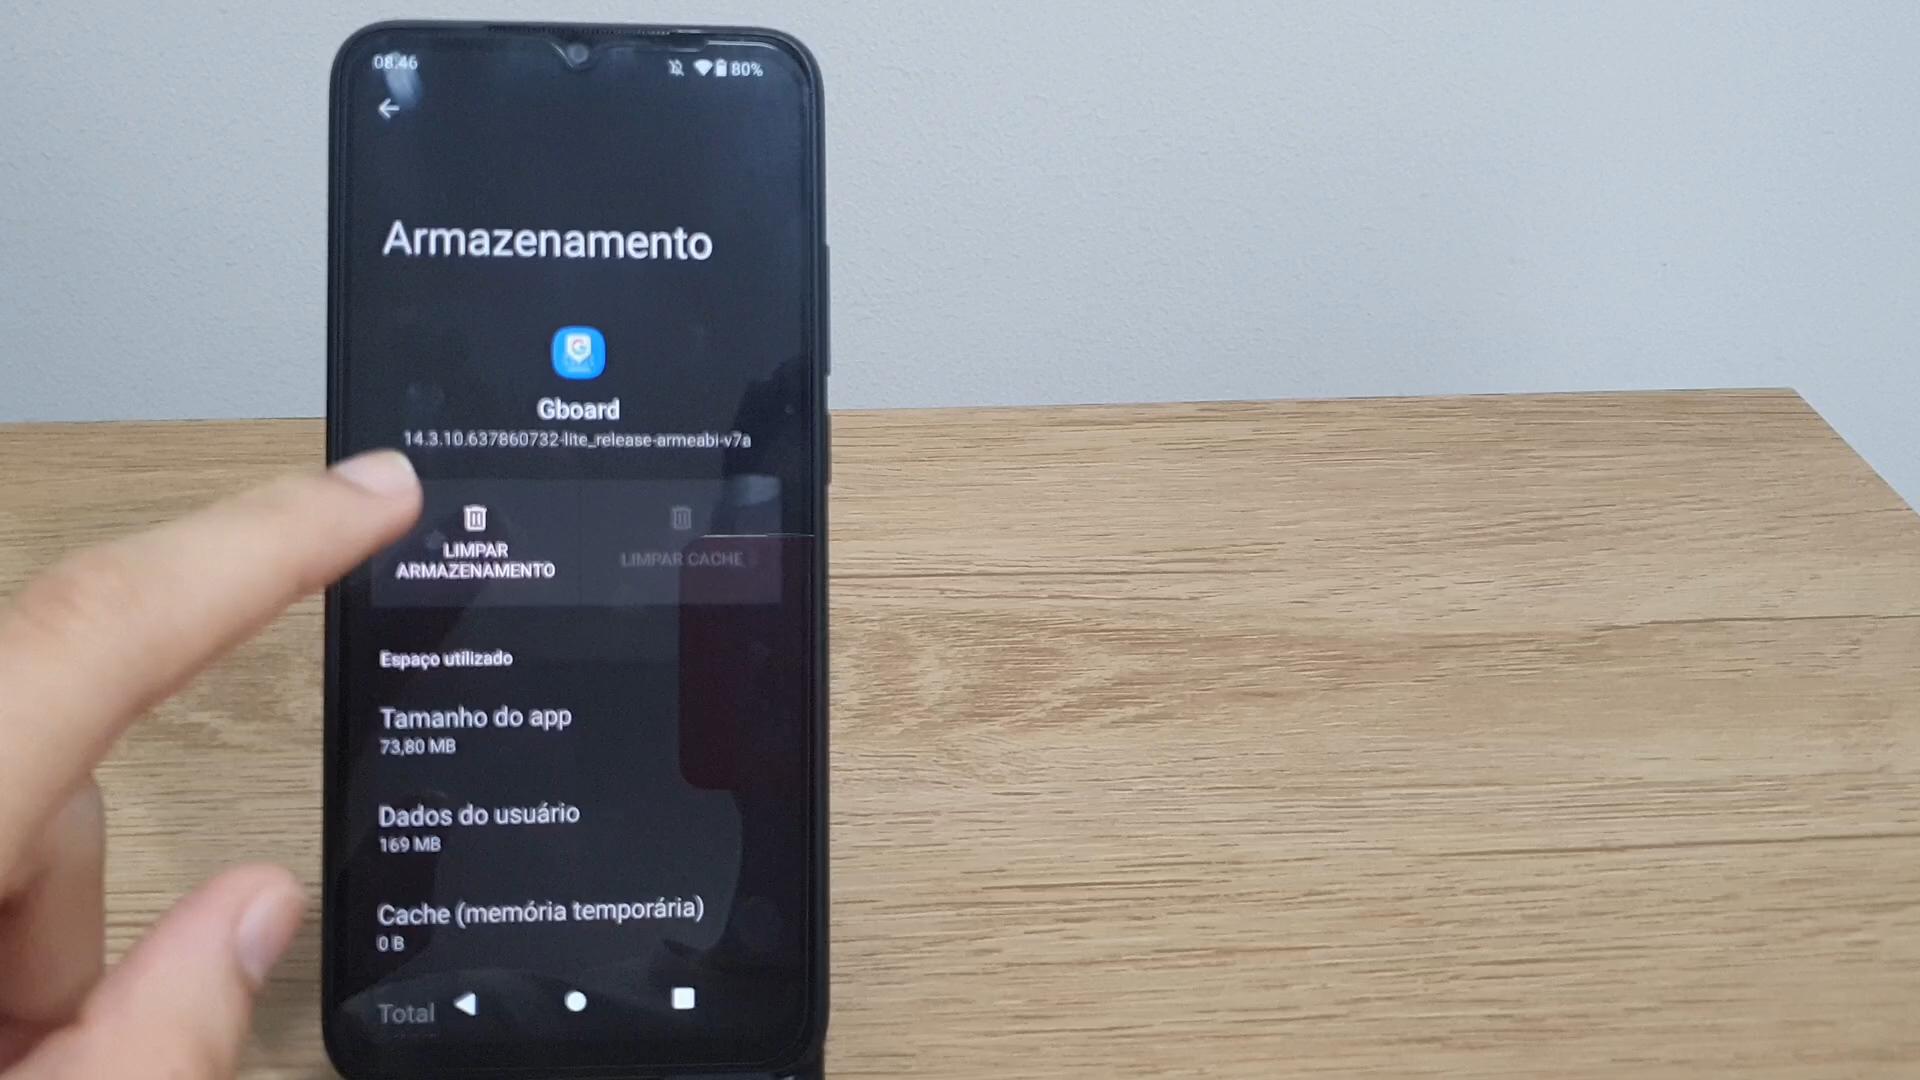 08:46
80%
Armazenamento
Gboard
14.3.10.637860732-lite_release-armeabi-v7a
LIMPAR
ARMAZENAMENTO
LIMPAR CACHE
Espaço utilizado
Tamanho do app
73,80 MB
Dados do usuário
169 MB
Cache (memória temporária)
0 B
Total